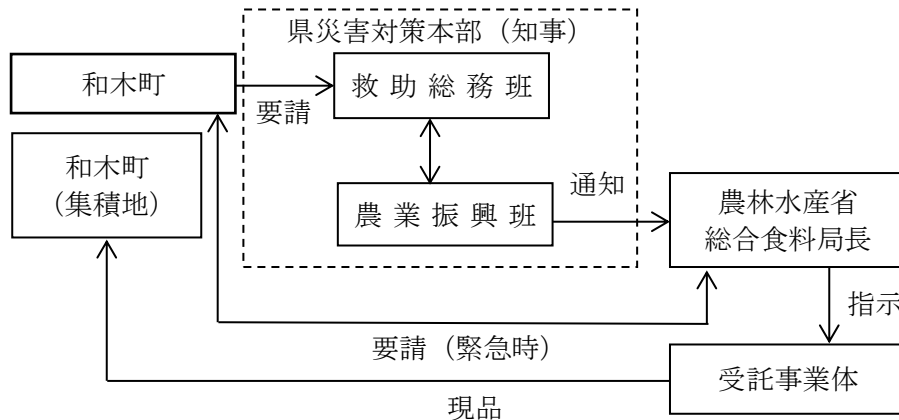 県災害対策本部（知事）
和木町
要請
救 助 総 務 班
和木町
（集積地）
農 業 振 興 班
通知
農林水産省
総合食料局長
指示
要請（緊急時）
受託事業体
現品